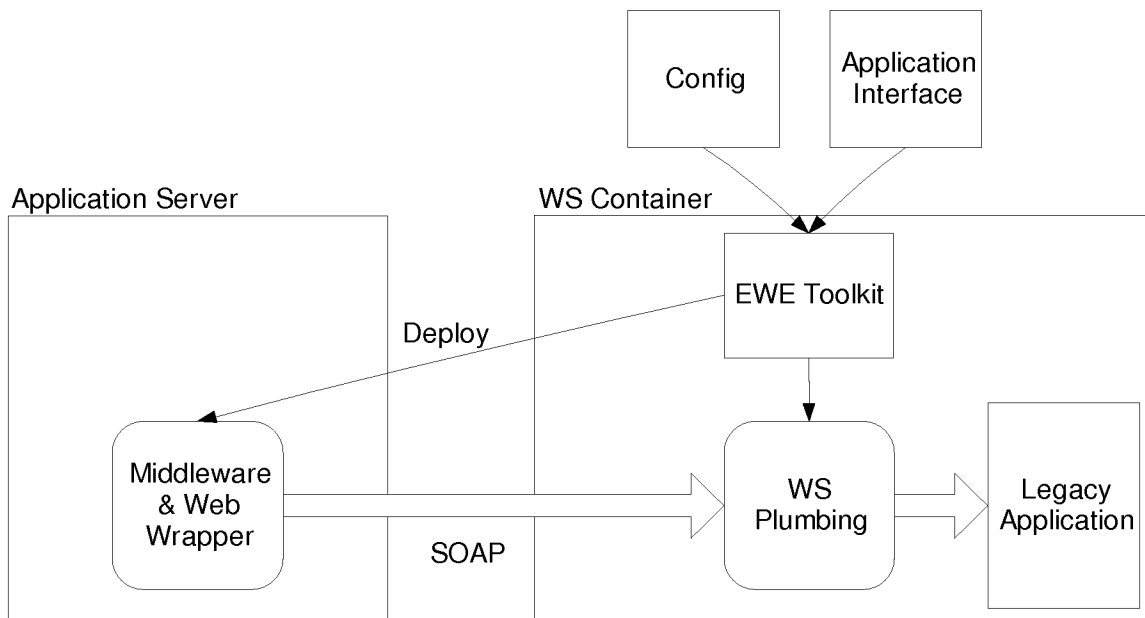 Config
Application
Interface
Application Server
WS Container
EWE Toolkit
Deploy
Middleware
& Web
Wrapper
WS
Plumbing
Legacy
Application
SOAP